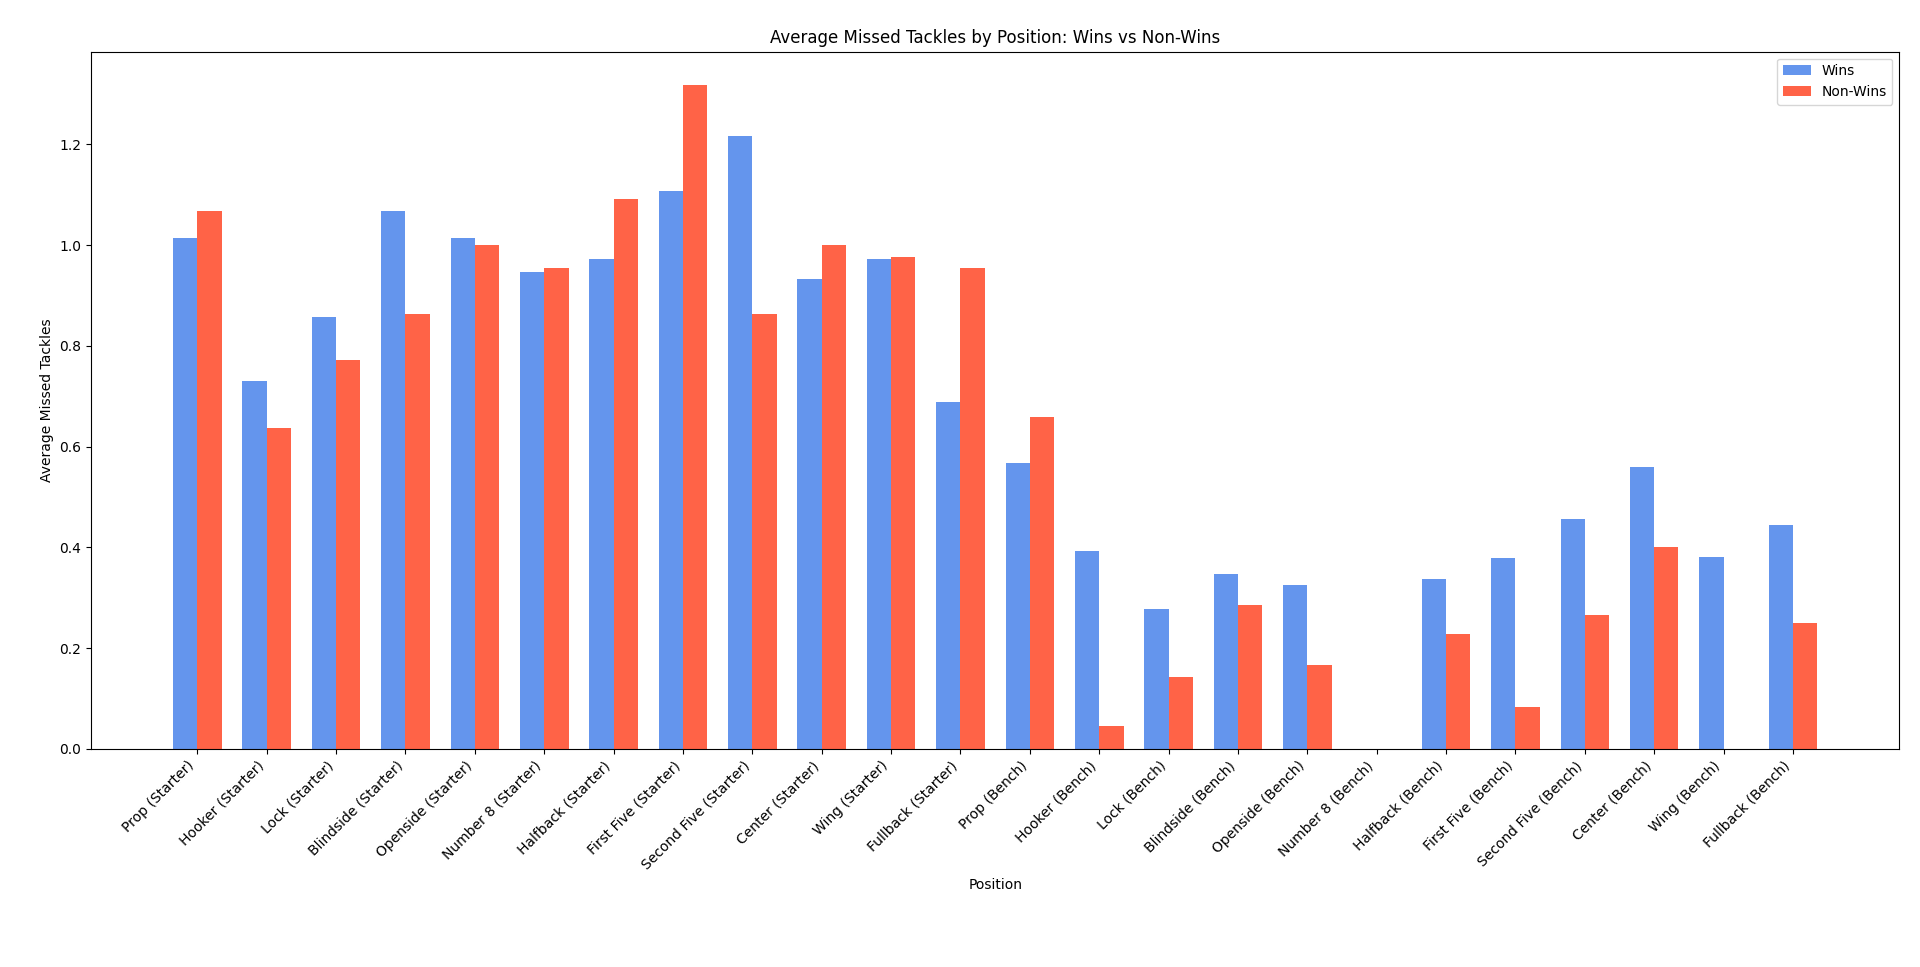 Average Missed Tackles by Position: Wins vs Non-Wins
Wins
Non-Wins
Average Missed Tackles
1.2
1.0
0.8
0.6
0.4
0.2
0.0
Prop (Starter)
Hooker (Starter)
Lock (Starter)
Blindside (Starter)
Openside (Starter)
Number 8 (Starter)
Halfback (Starter)
First Five (Starter)
Second Five (Starter)
Center (Starter)
Wing (Starter)
Fullback (Starter)
Prop (Bench)
Hooker (Bench)
Lock (Bench)
Blindside (Bench)
Openside (Bench)
Number 8 (Bench)
Halfback (Bench)
First Five (Bench)
Second Five (Bench)
Center (Bench)
Wing (Bench)
Fullback (Bench)
Position